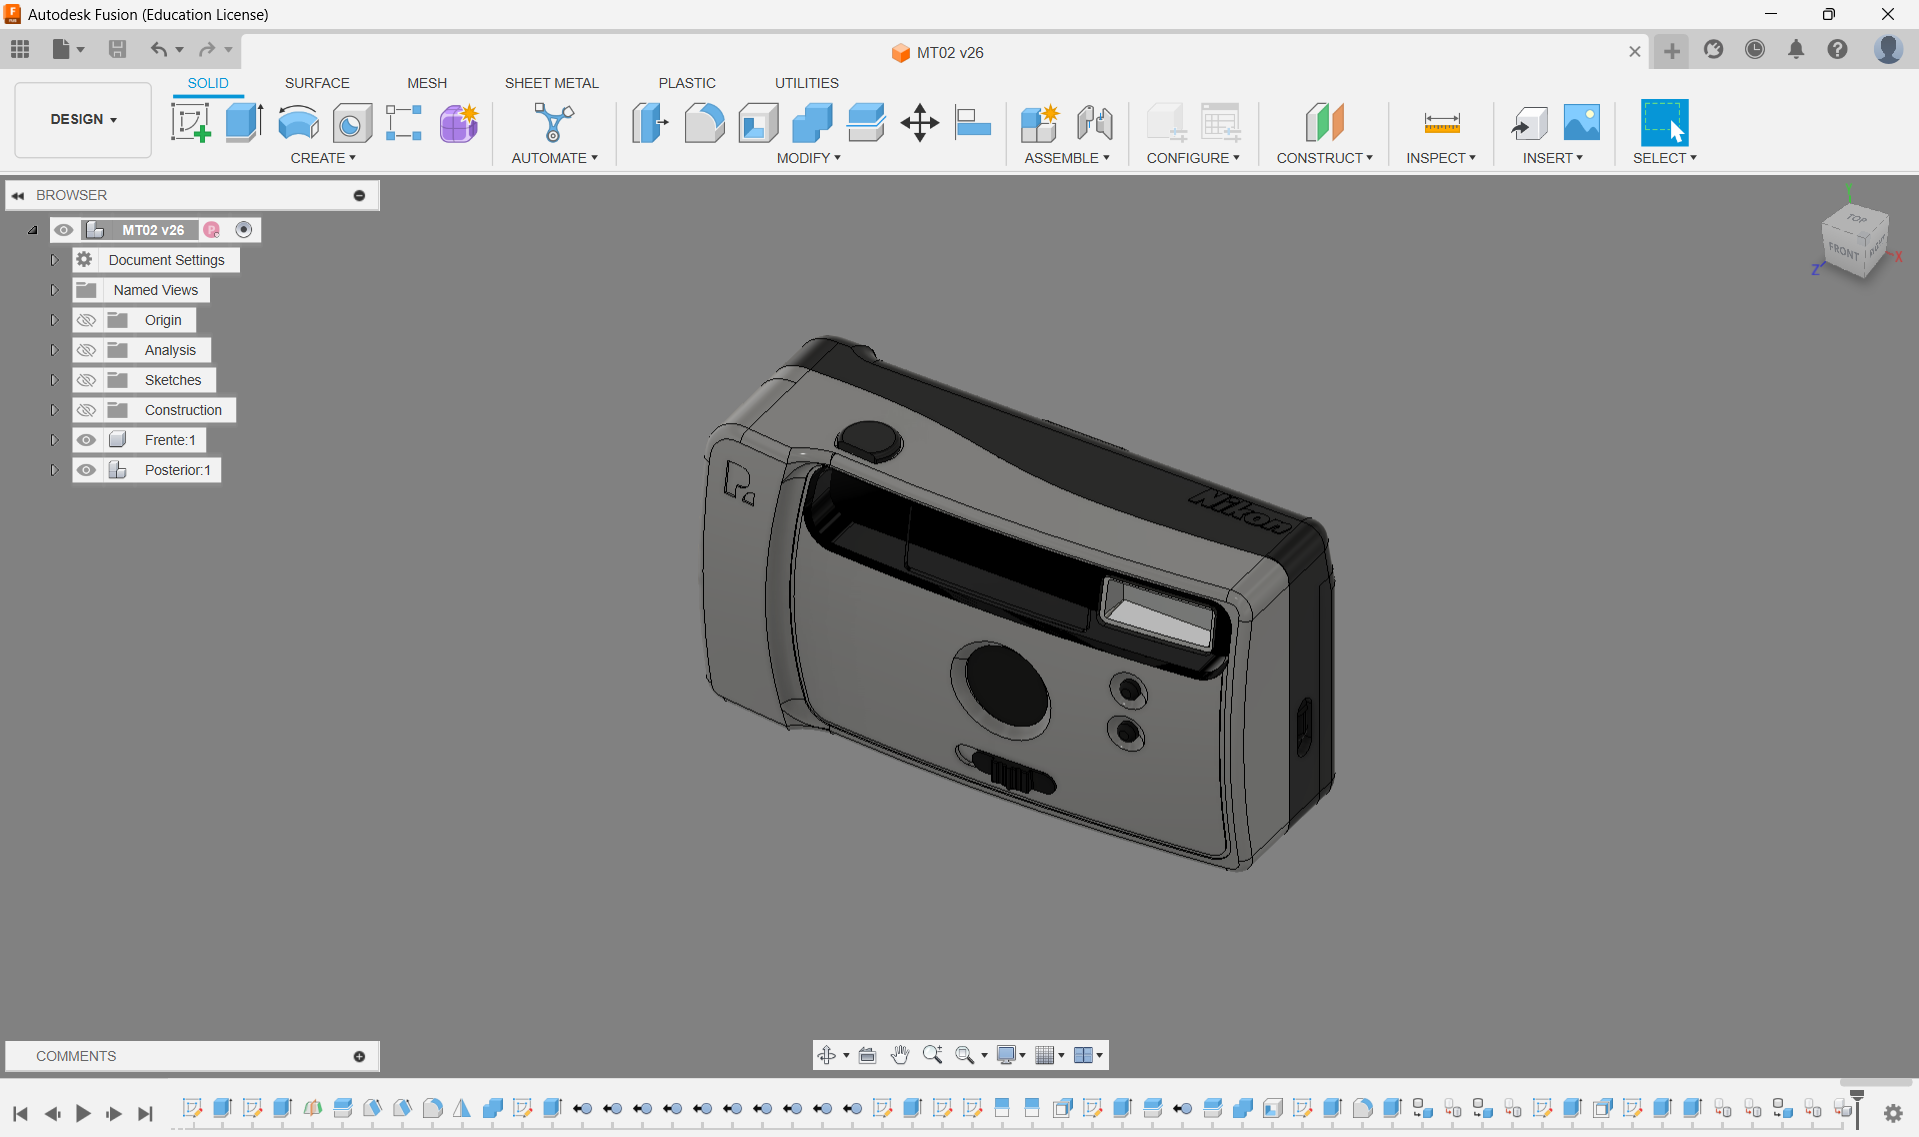 Autodesk Fusion (Education License)
MT02 v26
SOLID
SURFACE
MESH
SHEET METAL
PLASTIC
UTILITIES
DESIGN
CREATE
AUTOMATE
MODIFY
ASSEMBLE
CONFIGURE
CONSTRUCT
INSPECT
INSERT
SELECT
BROWSER
MT02 v26
P
Document Settings
Named Views
Origin
Analysis
Sketches
Construction
Frente:1
Posterior:1
Y
TOP
FRONT
X
Z
Nikon
COMMENTS